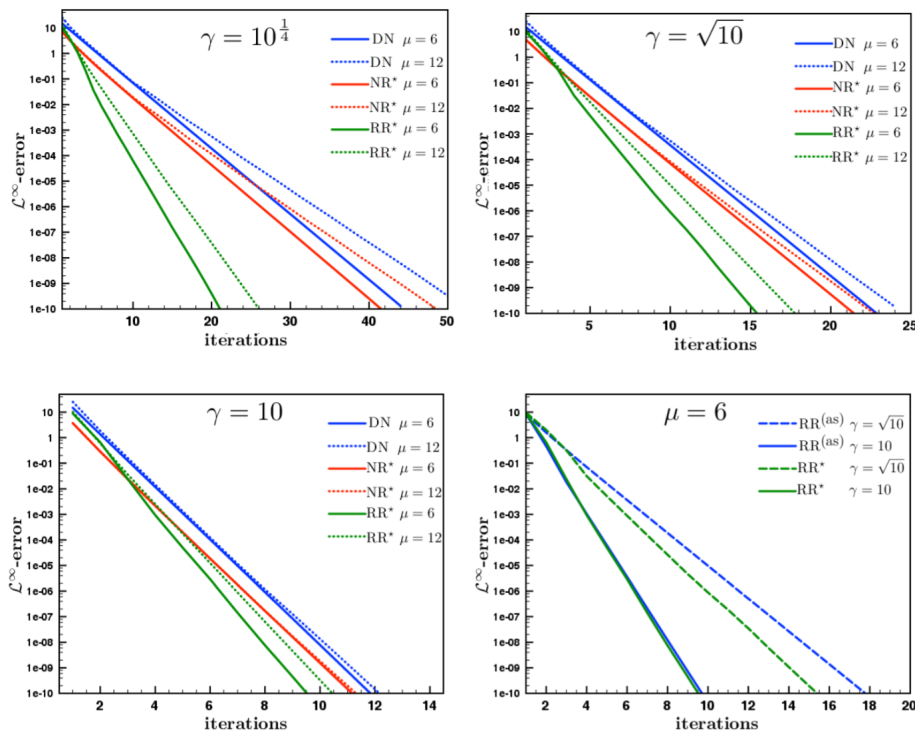 γ = 10^{1/4}
10
1
1e-01
1e-02
1e-03
1e-04
1e-05
1e-06
1e-07
1e-08
1e-09
1e-10
𝓛^∞-error
10 20 30 40 50
iterations
DN μ = 6
DN μ = 12
NR⋆ μ = 6
NR⋆ μ = 12
RR⋆ μ = 6
RR⋆ μ = 12
γ = √10
10
1
1e-01
1e-02
1e-03
1e-04
1e-05
1e-06
1e-07
1e-08
1e-09
1e-10
𝓛^∞-error
5 10 15 20 25
iterations
DN μ = 6
DN μ = 12
NR⋆ μ = 6
NR⋆ μ = 12
RR⋆ μ = 6
RR⋆ μ = 12
γ = 10
10
1
1e-01
1e-02
1e-03
1e-04
1e-05
1e-06
1e-07
1e-08
1e-09
1e-10
𝓛^∞-error
2 4 6 8 10 12 14
iterations
DN μ = 6
DN μ = 12
NR⋆ μ = 6
NR⋆ μ = 12
RR⋆ μ = 6
RR⋆ μ = 12
μ = 6
10
1
1e-01
1e-02
1e-03
1e-04
1e-05
1e-06
1e-07
1e-08
1e-09
1e-10
𝓛^∞-error
2 4 6 8 10 12 14 16 18 20
iterations
RR^(as) γ = √10
RR^(as) γ = 10
RR⋆ γ = √10
RR⋆ γ = 10